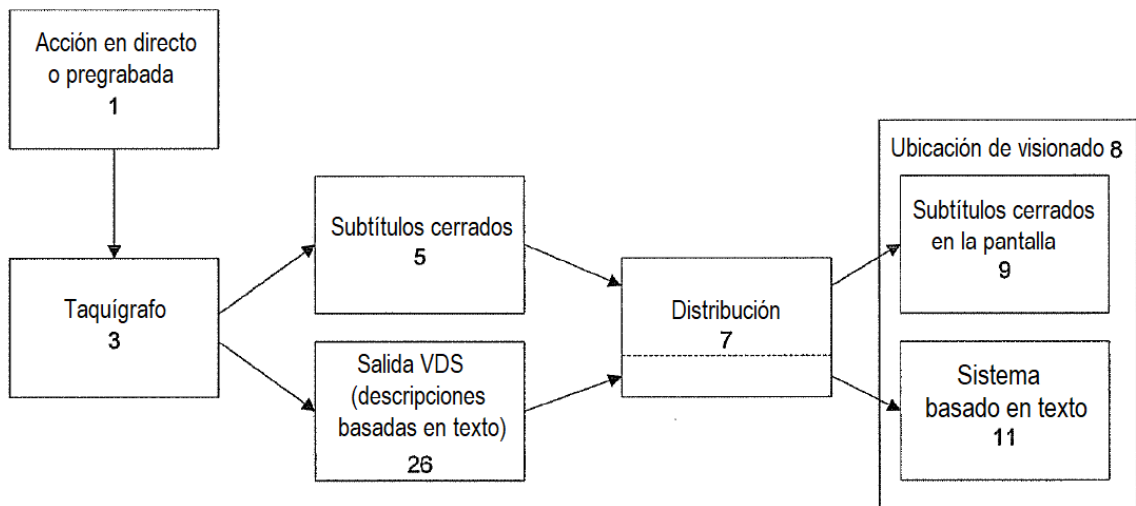 Acción en directo
o pregrabada
1
Taquígrafo
3
Subtítulos cerrados
5
Salida VDS
(descripciones
basadas en texto)
26
Distribución
7
Ubicación de visionado 8
Subtítulos cerrados
en la pantalla
9
Sistema
basado en texto
11